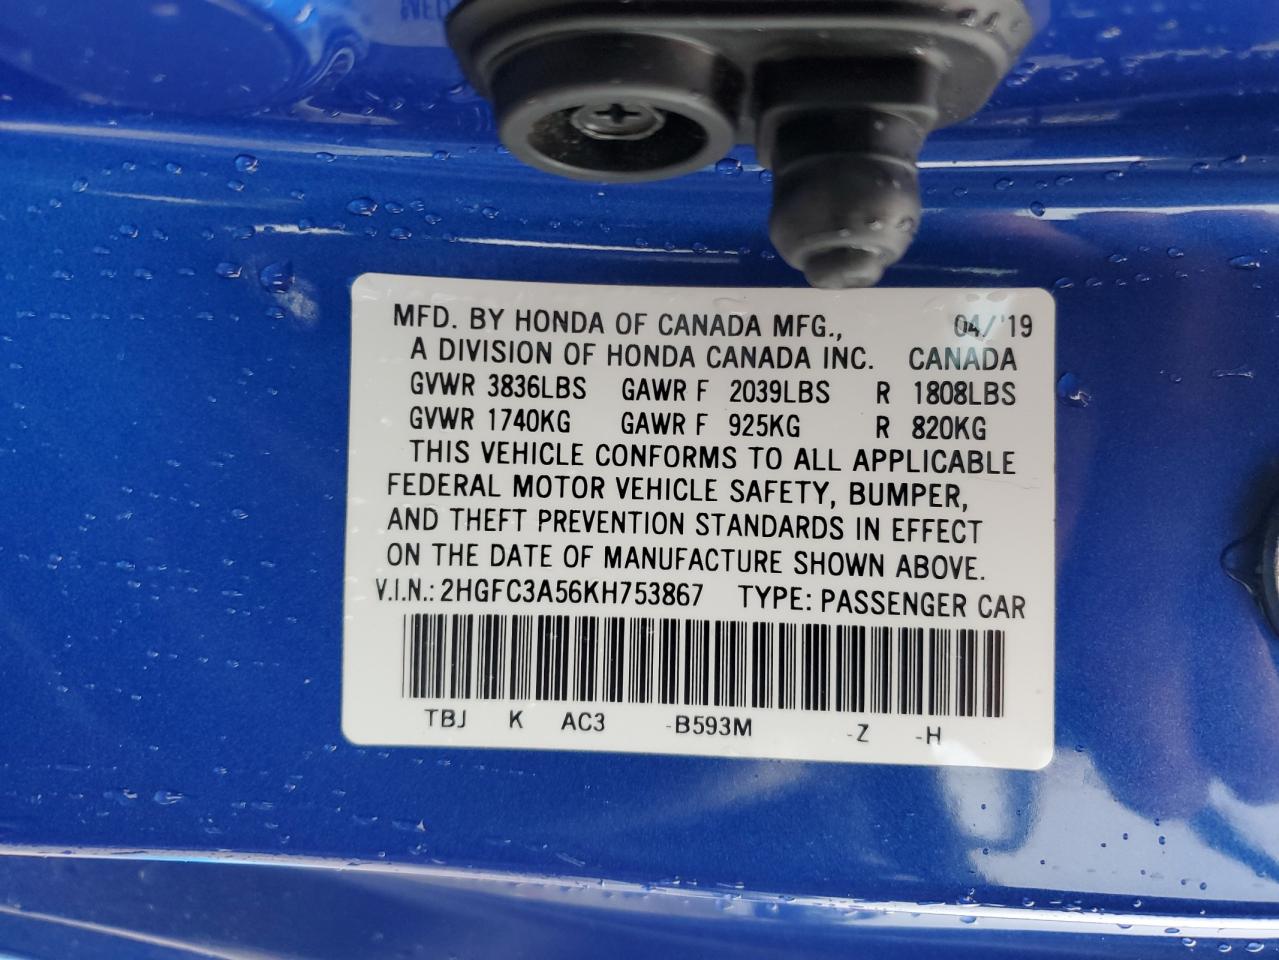 MFD. BY HONDA OF CANADA MFG., 04/'19
A DIVISION OF HONDA CANADA INC. CANADA
GVWR 3836LBS GAWR F 2039LBS R 1808LBS
GVWR 1740KG GAWR F 925KG R 820KG
THIS VEHICLE CONFORMS TO ALL APPLICABLE
FEDERAL MOTOR VEHICLE SAFETY, BUMPER,
AND THEFT PREVENTION STANDARDS IN EFFECT
ON THE DATE OF MANUFACTURE SHOWN ABOVE.
V.I.N.: 2HGFC3A56KH753867 TYPE: PASSENGER CAR
TBJ K AC3 -B593M -Z -H